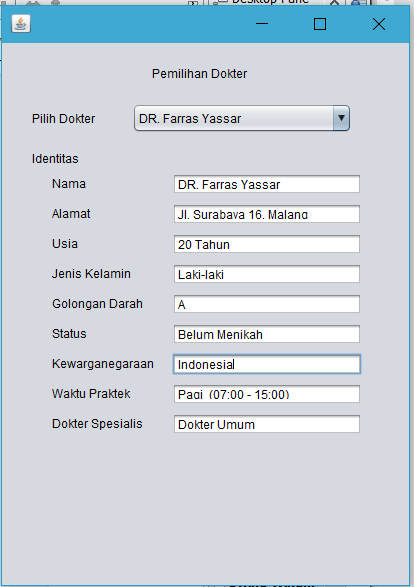 Desktop Pane
Pemilihan Dokter
Pilih Dokter DR. Farras Yassar
Identitas
Nama DR. Farras Yassar
Alamat Jl. Surabaya 16, Malang
Usia 20 Tahun
Jenis Kelamin Laki-laki
Golongan Darah A
Status Belum Menikah
Kewarganegaraan Indonesia
Waktu Praktek Pagi (07:00 - 15:00)
Dokter Spesialis Dokter Umum